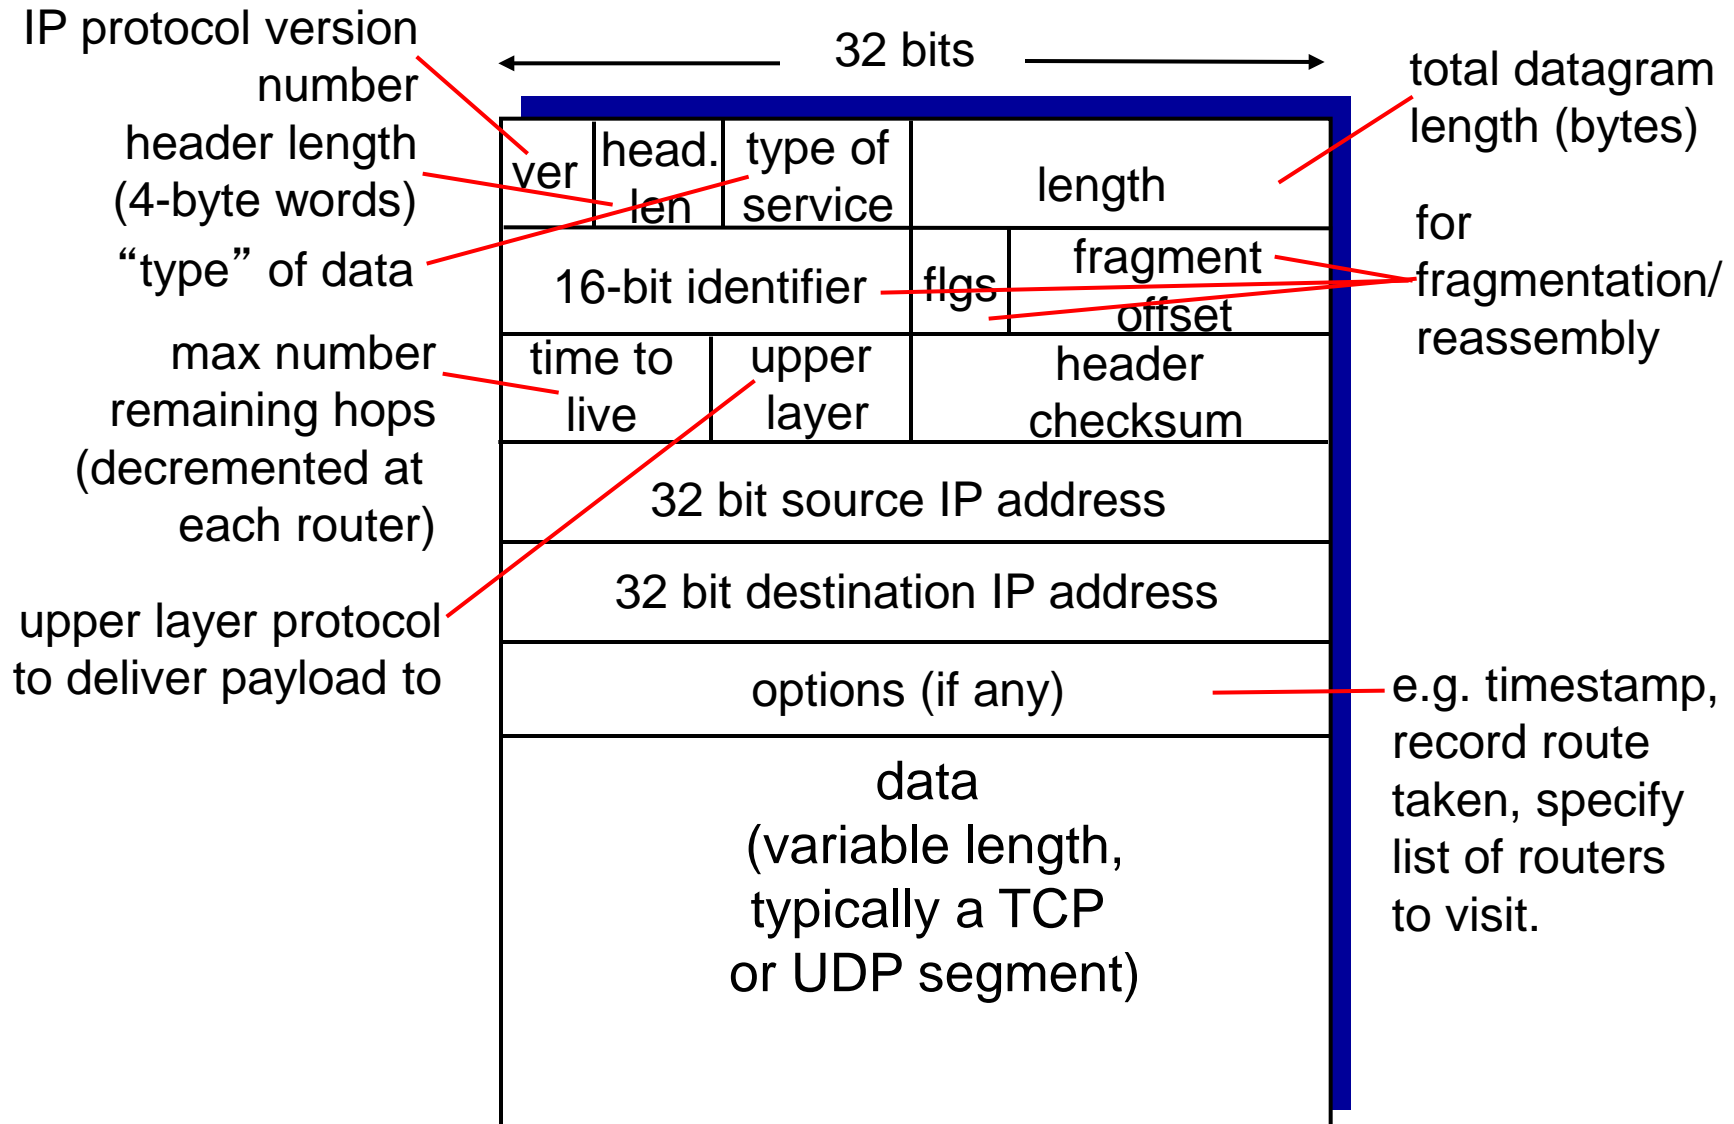 IP protocol version
number
header length
(4-byte words)
“type” of data
max number
remaining hops
(decremented at
each router)
upper layer protocol
to deliver payload to
32 bits
ver
head.
len
type of
service
length
16-bit identifier
flgs
fragment
offset
time to
live
upper
layer
header
checksum
32 bit source IP address
32 bit destination IP address
options (if any)
data
(variable length,
typically a TCP
or UDP segment)
total datagram
length (bytes)
for
fragmentation/
reassembly
e.g. timestamp,
record route
taken, specify
list of routers
to visit.